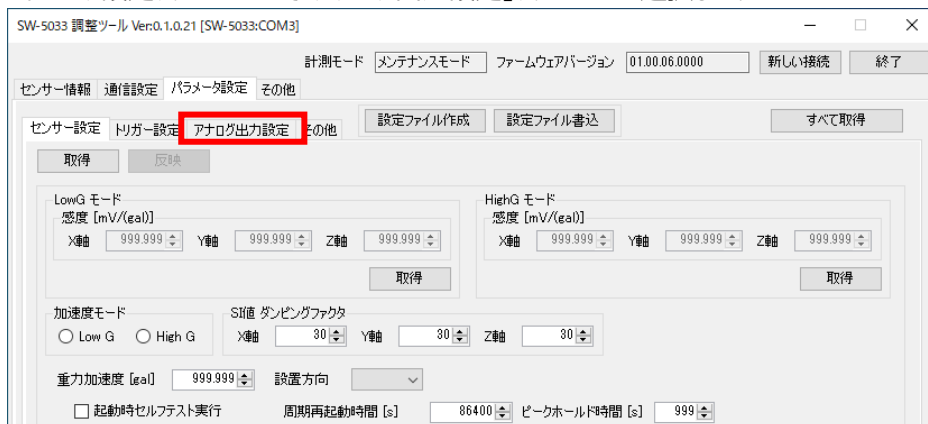 SW-5033 調整ツール Ver:0.1.0.21 [SW-5033:COM3]
計測モード メンテナンスモード ファームウェアバージョン 01.00.06.0000 新しい接続 終了
センサー情報 通信設定 パラメータ設定 その他
センサー設定 トリガー設定 アナログ出力設定 その他 設定ファイル作成 設定ファイル書込 すべて取得
取得 反映
LowG モード HighG モード
感度 [mV/(gal)] 感度 [mV/(gal)]
X軸 999.999 Y軸 999.999 Z軸 999.999 X軸 999.999 Y軸 999.999 Z軸 999.999
取得 取得
加速度モード SI値 ダンピングファクタ
Low G High G X軸 30 Y軸 30 Z軸 30
重力加速度 [gal] 999.999 設置方向
起動時セルフテスト実行 周期再起動時間 [s] 86400 ピークホールド時間 [s] 999